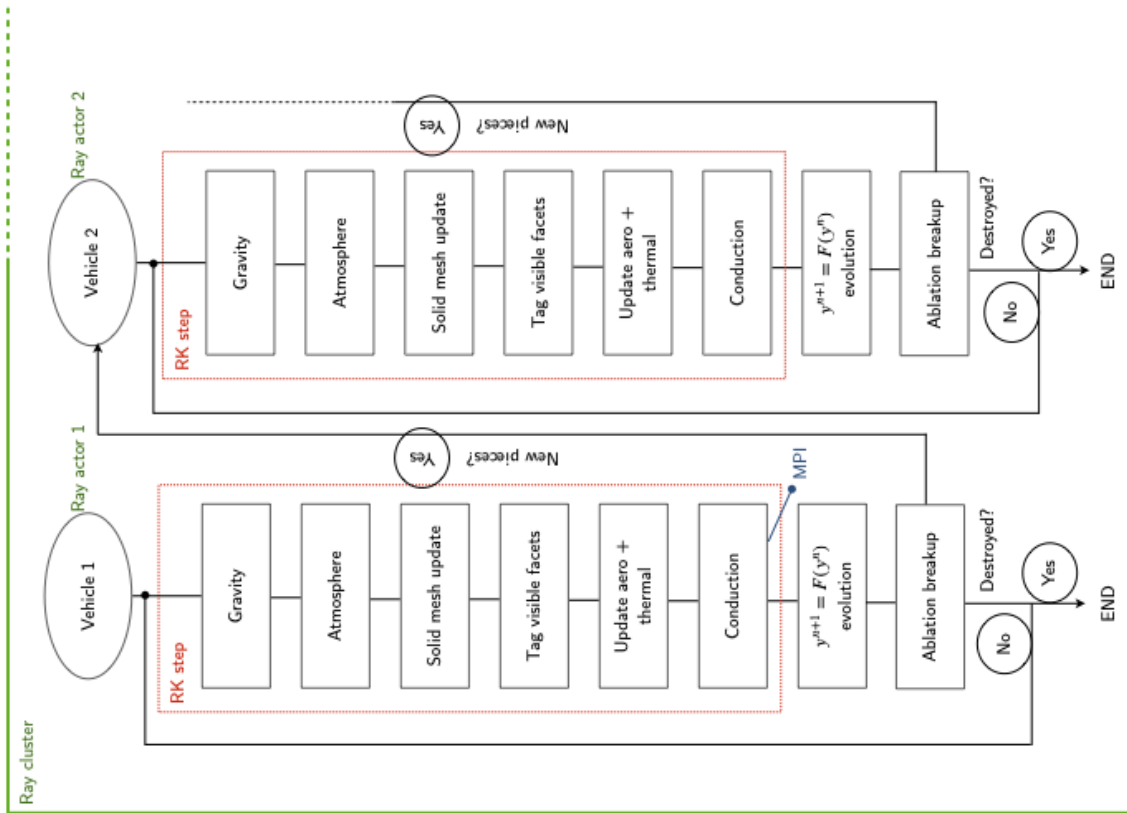 Ray cluster
Ray actor 1
Vehicle 1
RK step
Gravity
Atmosphere
Solid mesh update
Tag visible facets
Update aero +
thermal
Conduction
MPI
y^{n+1} = F(y^n)
evolution
Ablation breakup
New pieces?
Yes
Destroyed?
No
Yes
END
Ray actor 2
Vehicle 2
RK step
Gravity
Atmosphere
Solid mesh update
Tag visible facets
Update aero +
thermal
Conduction
y^{n+1} = F(y^n)
evolution
Ablation breakup
New pieces?
Yes
Destroyed?
No
Yes
END